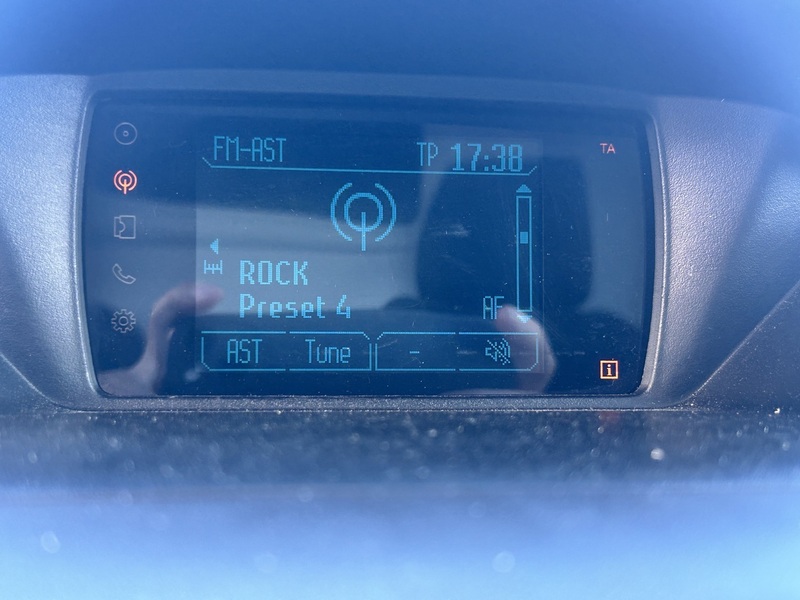 FM-AST TP 17:38 TA
ROCK
Preset 4 AF
AST Tune -
i